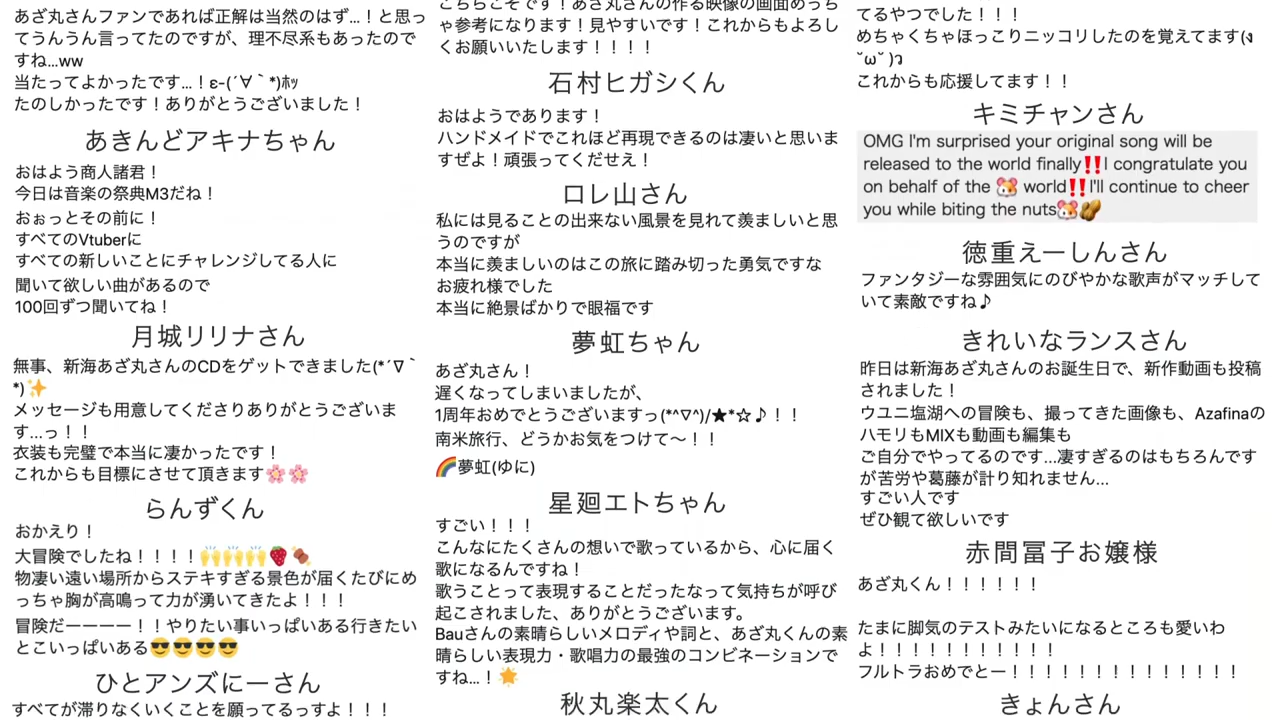 あざ丸さんファンであれば正解は当然のはず…！と思っ
てうんうん言ってたのですが、理不尽系もあったので
すね…ww
当たってよかったです…！ε-(´∀｀*)ﾎｯ
たのしかったです！ありがとうございました！
あきんどアキナちゃん
おはよう商人諸君！
今日は音楽の祭典M3だね！
おぉっとその前に！
すべてのVtuberに
すべての新しいことにチャレンジしてる人に
聞いて欲しい曲があるので
100回ずつ聞いてね！
月城リリナさん
無事、新海あざ丸さんのCDをゲットできました(*´∇｀
*)✨
メッセージも用意してくださりありがとうございま
す…っ！！
衣装も完璧で本当に凄かったです！
これからも目標にさせて頂きます🌸🌸
らんずくん
おかえり！
大冒険でしたね！！！！🙌🙌🙌🙌🍓🍖
物凄い遠い場所からステキすぎる景色が届くたびにめ
っちゃ胸が高鳴って力が湧いてきたよ！！！
冒険だーーーー！！やりたい事いっぱいある行きたい
とこいっぱいある😎😎😎😎
ひとアンズにーさん
すべてが滞りなくいくことを願ってるっすよ！！！
こちらこそです！あざ丸さんの作る映像の画面めっち
ゃ参考になります！見やすいです！これからもよろし
くお願いいたします！！！！
石村ヒガシくん
おはようであります！
ハンドメイドでこれほど再現できるのは凄いと思いま
すぜよ！頑張ってくだせえ！
ロレ山さん
私には見ることの出来ない風景を見れて羨ましいと思
うのですが
本当に羨ましいのはこの旅に踏み切った勇気ですな
お疲れ様でした
本当に絶景ばかりで眼福です
夢虹ちゃん
あざ丸さん！
遅くなってしまいましたが、
1周年おめでとうございますっ(*^∇^)/★*☆♪！！
南米旅行、どうかお気をつけて〜！！
🌈夢虹(ゆに)
星廻エトちゃん
すごい！！！
こんなにたくさんの想いで歌っているから、心に届く
歌になるんですね！
歌うことって表現することだったなって気持ちが呼び
起こされました、ありがとうございます。
Bauさんの素晴らしいメロディや詞と、あざ丸くんの素
晴らしい表現力・歌唱力の最強のコンビネーションで
すね…！🌟
秋丸楽太くん
てるやつでした！！！
めちゃくちゃほっこりニッコリしたのを覚えてます(ง
˘ω˘ )ว
これからも応援してます！！
キミチャンさん
OMG I'm surprised your original song will be
released to the world finally‼️I congratulate you
on behalf of the 🐹 world‼️I'll continue to cheer
you while biting the nuts🐹🥜
徳重えーしんさん
ファンタジーな雰囲気にのびやかな歌声がマッチして
いて素敵ですね♪
きれいなランスさん
昨日は新海あざ丸さんのお誕生日で、新作動画も投稿
されました！
ウユニ塩湖への冒険も、撮ってきた画像も、Azafinaの
ハモリもMIXも動画も編集も
ご自分でやってるのです…凄すぎるのはもちろんです
が苦労や葛藤が計り知れません…
すごい人です
ぜひ観て欲しいです
赤間冨子お嬢様
あざ丸くん！！！！！！
たまに脚気のテストみたいになるところも愛いわ
よ！！！！！！！！！！！
フルトラおめでとー！！！！！！！！！！！！！！
きょんさん